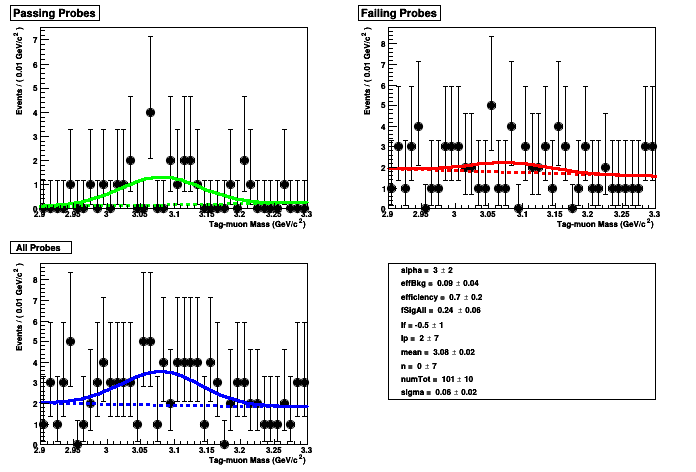 Passing Probes
Events / ( 0.01 GeV/c² )
7
6
5
4
3
2
1
0
2.9 2.95 3 3.05 3.1 3.15 3.2 3.25 3.3
Tag-muon Mass (GeV/c²)
Failing Probes
Events / ( 0.01 GeV/c² )
8
7
6
5
4
3
2
1
0
2.9 2.95 3 3.05 3.1 3.15 3.2 3.25 3.3
Tag-muon Mass (GeV/c²)
All Probes
Events / ( 0.01 GeV/c² )
8
7
6
5
4
3
2
1
0
2.9 2.95 3 3.05 3.1 3.15 3.2 3.25 3.3
Tag-muon Mass (GeV/c²)
alpha = 3 ± 2
effBkg = 0.09 ± 0.04
efficiency = 0.7 ± 0.2
fSigAll = 0.24 ± 0.06
lf = -0.5 ± 1
lp = 2 ± 7
mean = 3.08 ± 0.02
n = 0 ± 7
numTot = 101 ± 10
sigma = 0.06 ± 0.02